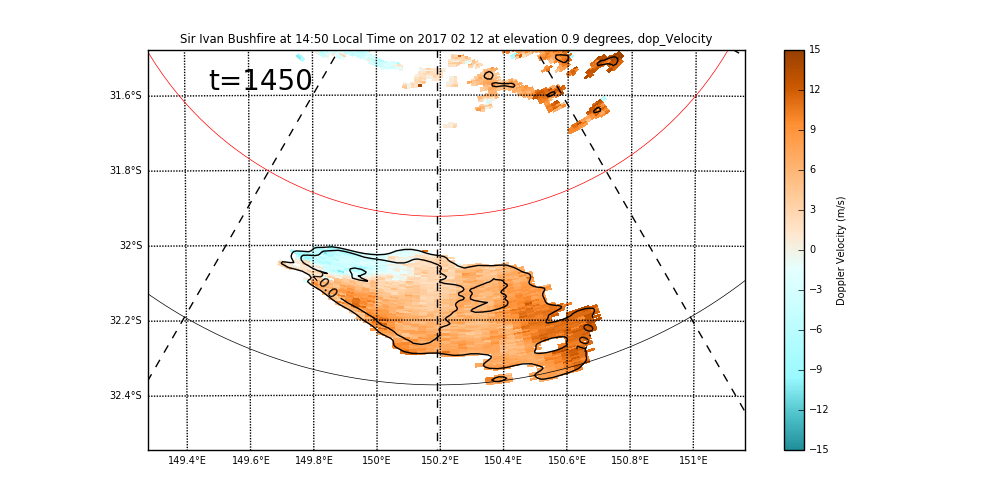 Sir Ivan Bushfire at 14:50 Local Time on 2017 02 12 at elevation 0.9 degrees, dop_Velocity
t=1450
31.6°S
31.8°S
32°S
32.2°S
32.4°S
149.4°E 149.6°E 149.8°E 150°E 150.2°E 150.4°E 150.6°E 150.8°E 151°E
15
12
9
6
3
0
−3
−6
−9
−12
−15
Doppler Velocity (m/s)